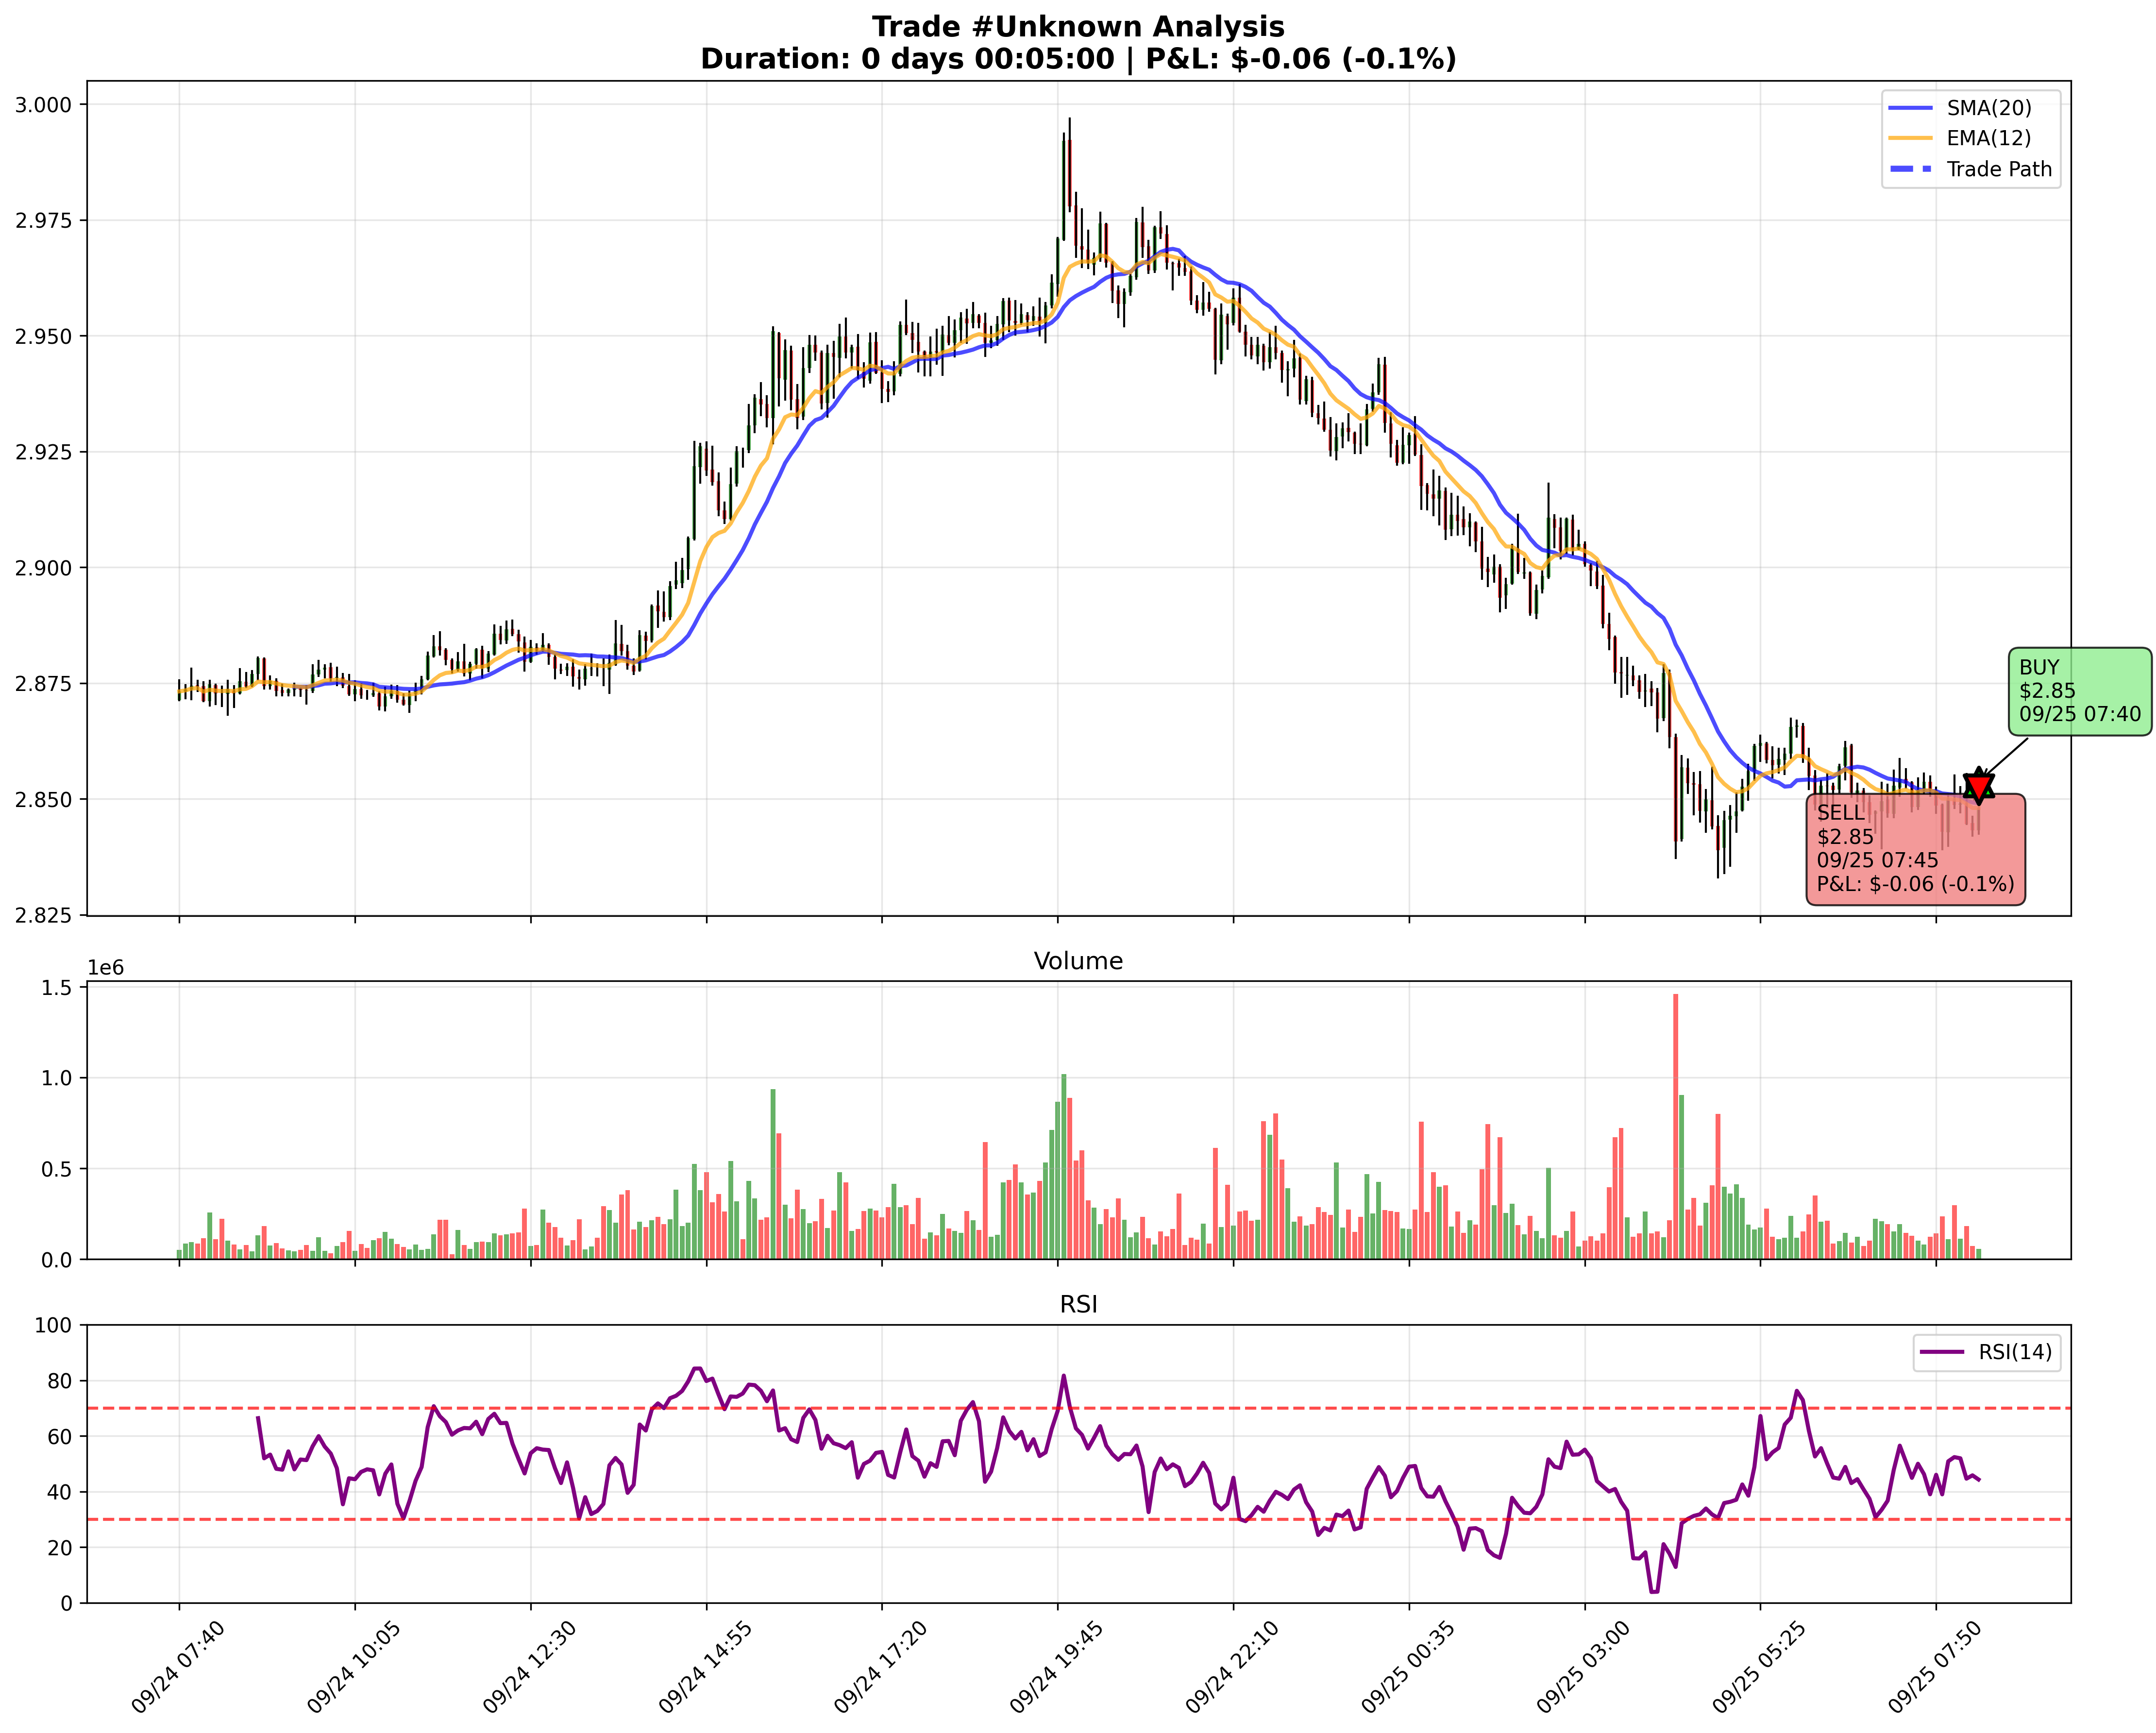 Trade #Unknown Analysis
Duration: 0 days 00:05:00 | P&L: $-0.06 (-0.1%)
3.000
2.975
2.950
2.925
2.900
2.875
2.850
2.825
SMA(20)
EMA(12)
Trade Path
BUY
$2.85
09/25 07:40
SELL
$2.85
09/25 07:45
P&L: $-0.06 (-0.1%)
Volume
1e6
1.5
1.0
0.5
0.0
RSI
100
80
60
40
20
0
RSI(14)
09/24 07:40
09/24 10:05
09/24 12:30
09/24 14:55
09/24 17:20
09/24 19:45
09/24 22:10
09/25 00:35
09/25 03:00
09/25 05:25
09/25 07:50